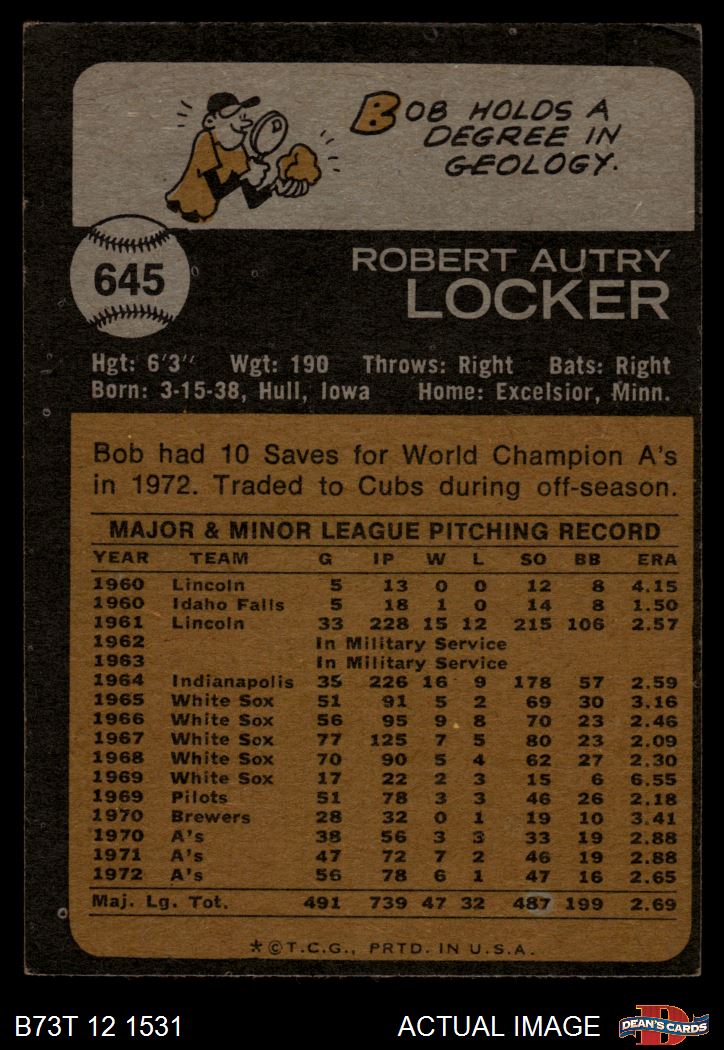 BOB HOLDS A
DEGREE IN
GEOLOGY.
645
ROBERT AUTRY
LOCKER
Hgt: 6'3" Wgt: 190 Throws: Right Bats: Right
Born: 3-15-38, Hull, Iowa Home: Excelsior, Minn.
Bob had 10 Saves for World Champion A's
in 1972. Traded to Cubs during off-season.
MAJOR & MINOR LEAGUE PITCHING RECORD
YEAR TEAM G IP W L SO BB ERA
1960 Lincoln 5 13 0 0 12 8 4.15
1960 Idaho Falls 5 18 1 0 14 8 1.50
1961 Lincoln 33 228 15 12 215 106 2.57
1962 In Military Service
1963 In Military Service
1964 Indianapolis 35 226 16 9 178 57 2.59
1965 White Sox 51 91 5 2 69 30 3.16
1966 White Sox 56 95 9 8 70 23 2.46
1967 White Sox 77 125 7 5 80 23 2.09
1968 White Sox 70 90 5 4 62 27 2.30
1969 White Sox 17 22 2 3 15 6 6.55
1969 Pilots 51 78 3 3 46 26 2.18
1970 Brewers 28 32 0 1 19 10 3.41
1970 A's 38 56 3 3 33 19 2.88
1971 A's 47 72 7 2 46 19 2.88
1972 A's 56 78 6 1 47 16 2.65
Maj. Lg. Tot. 491 739 47 32 487 199 2.69
*©T.C.G., PRTD. IN U.S.A.
B73T 12 1531 ACTUAL IMAGE DEAN'S CARDS